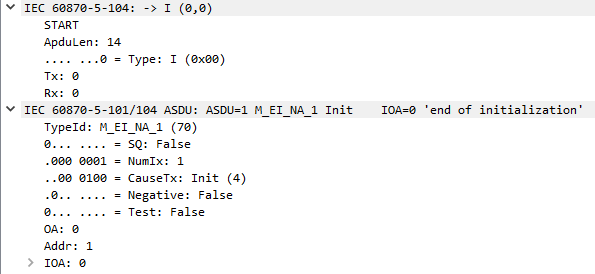 IEC 60870-5-104: -> I (0,0)
START
ApduLen: 14
.... ...0 = Type: I (0x00)
Tx: 0
Rx: 0
IEC 60870-5-101/104 ASDU: ASDU=1 M_EI_NA_1 Init    IOA=0 'end of initialization'
TypeId: M_EI_NA_1 (70)
0... .... = SQ: False
.000 0001 = NumIx: 1
..00 0100 = CauseTx: Init (4)
.0.. .... = Negative: False
0... .... = Test: False
OA: 0
Addr: 1
IOA: 0